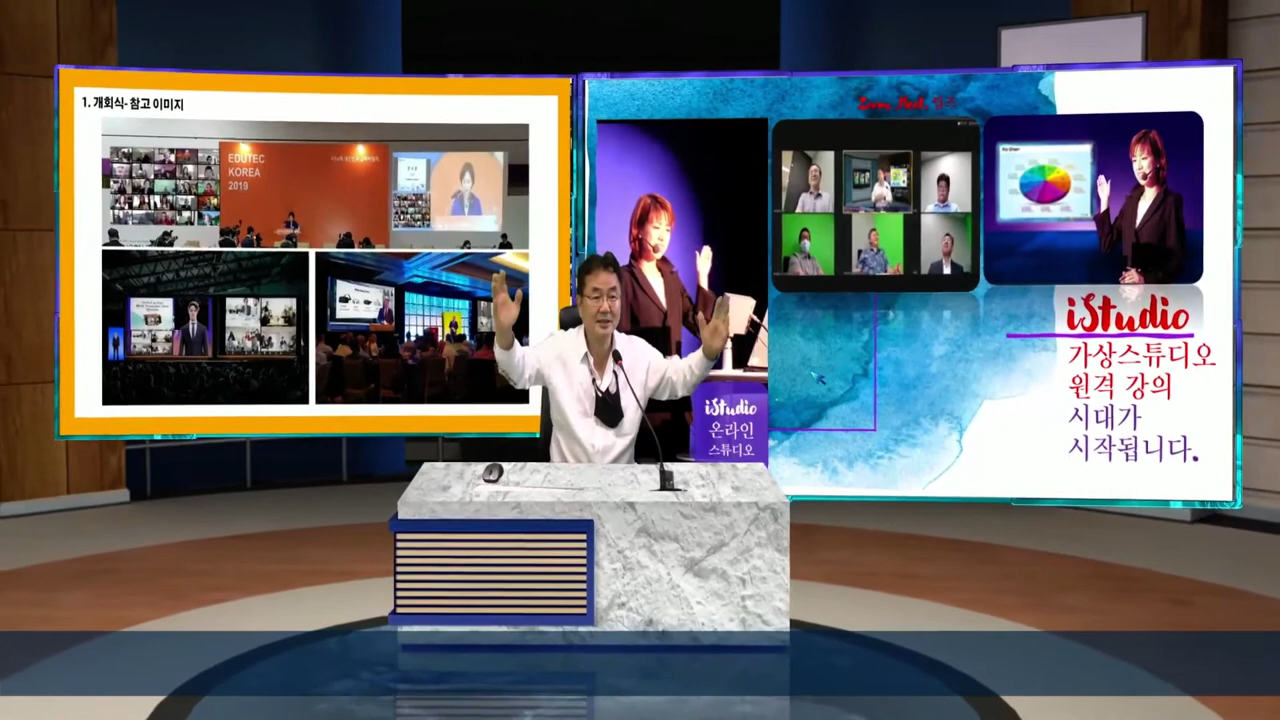 1. 개회식- 참고 이미지
EDUTEC
KOREA
2019
iStudio
온라인
스튜디오
iStudio
가상스튜디오
원격 강의
시대가
시작됩니다.